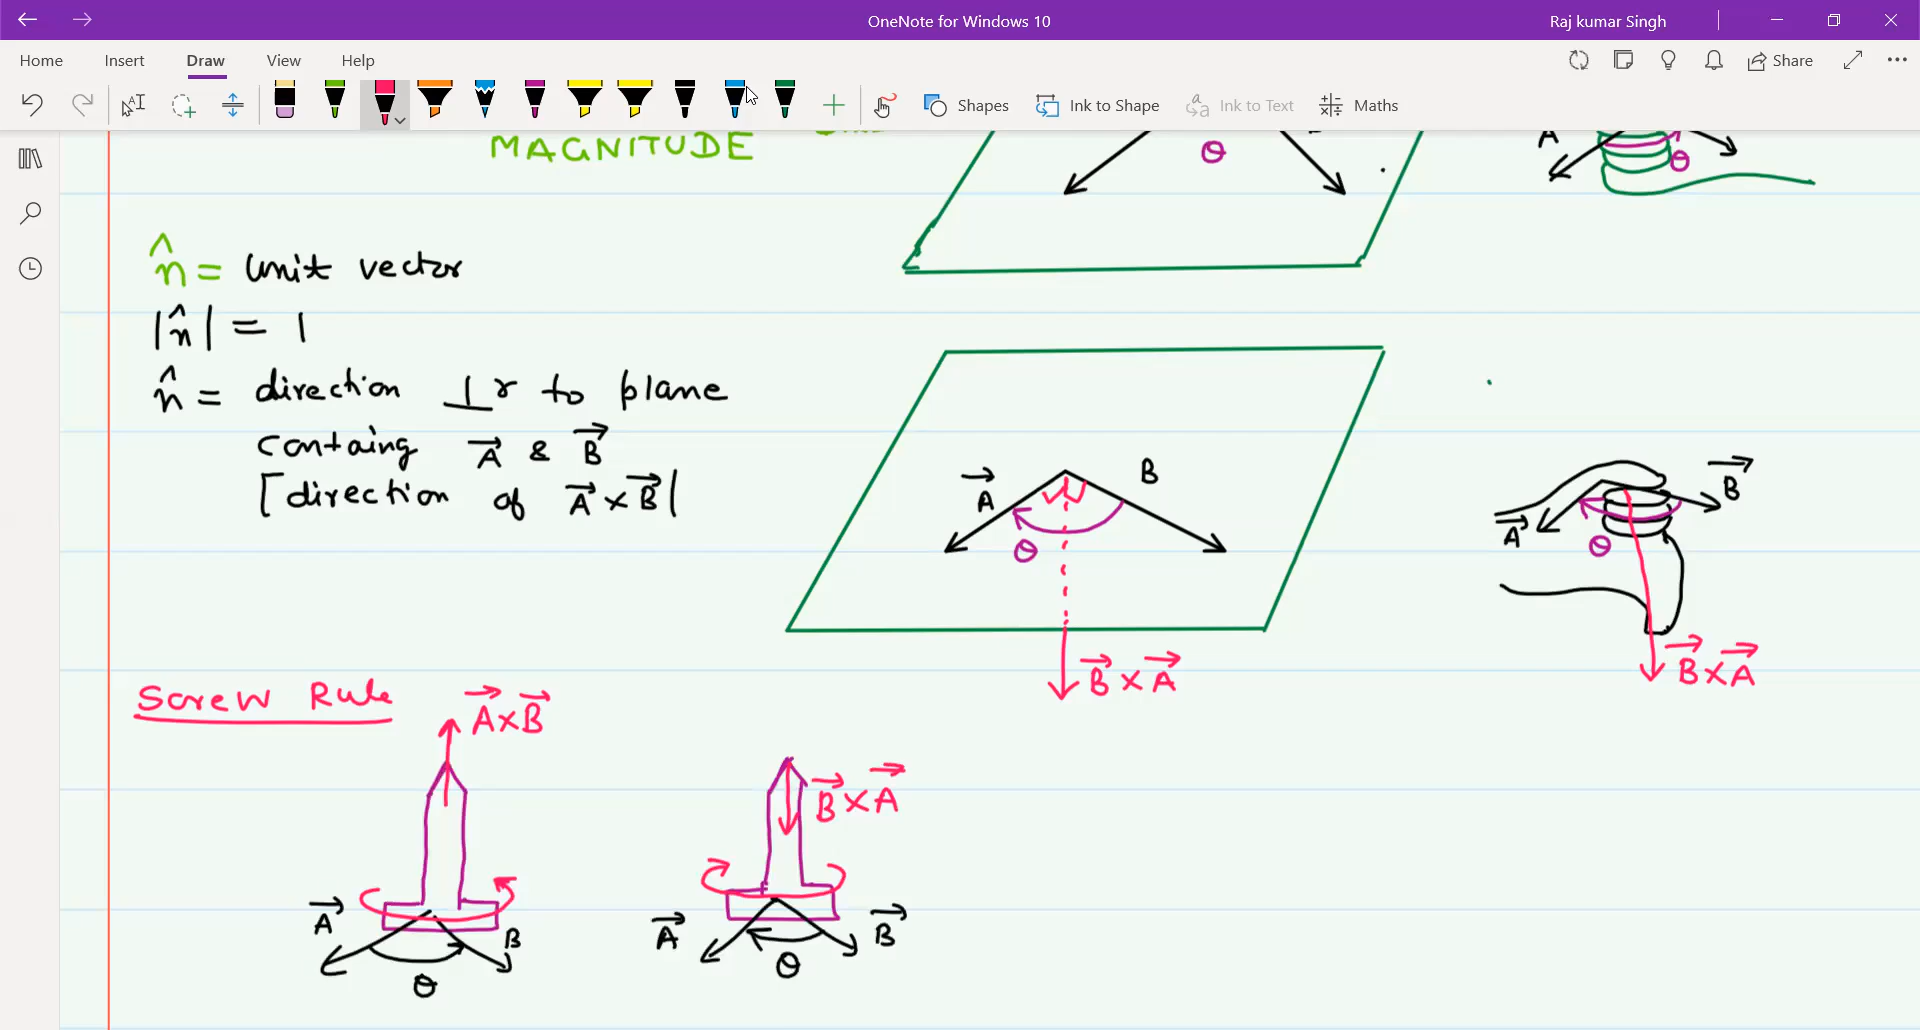 OneNote for Windows 10
Raj kumar Singh
Home Insert Draw View Help
Share
Shapes Ink to Shape Ink to Text Maths
MAGNITUDE
θ
A
θ
n̂ = unit vector
|n̂| = 1
n̂ = direction ⊥r to plane
containg A⃗ & B⃗
[direction of A⃗ × B⃗|
A⃗ B
θ
B⃗ × A⃗
A⃗ B⃗
θ
B⃗ × A⃗
Screw Rule
A⃗ × B⃗
A⃗ B
θ
B⃗ × A⃗
A⃗ B⃗
θ